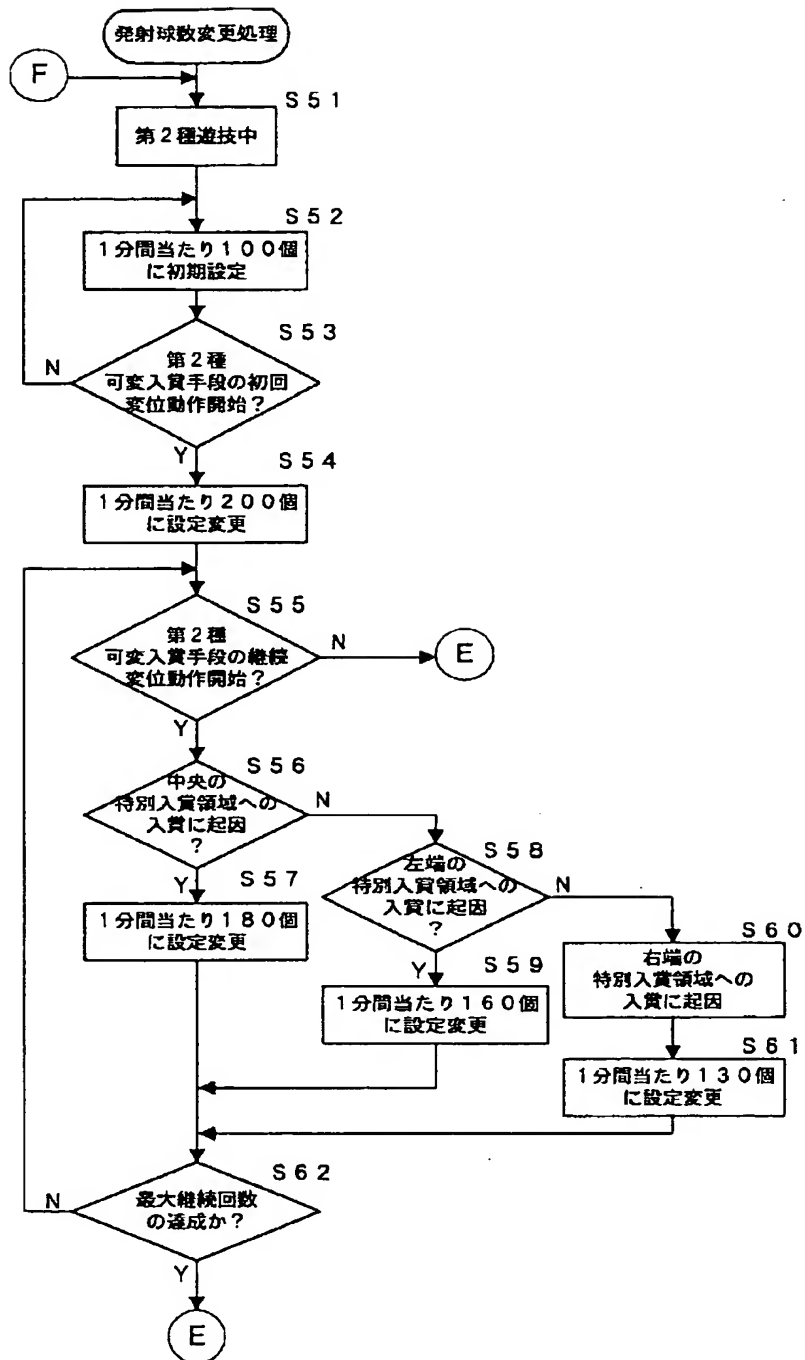 発射球数変更処理
F
S51
第2種遊技中
S52
1分間当たり100個
に初期設定
S53
第2種
可変入賞手段の初回
変位動作開始?
N
Y
S54
1分間当たり200個
に設定変更
S55
第2種
可変入賞手段の継続
変位動作開始?
N
E
Y
S56
中央の
特別入賞領域への
入賞に起因
?
N
Y
S57
1分間当たり180個
に設定変更
S58
左端の
特別入賞領域への
入賞に起因
?
N
Y
S59
1分間当たり160個
に設定変更
S60
右端の
特別入賞領域への
入賞に起因
S61
1分間当たり130個
に設定変更
S62
最大継続回数
の達成か?
N
Y
E